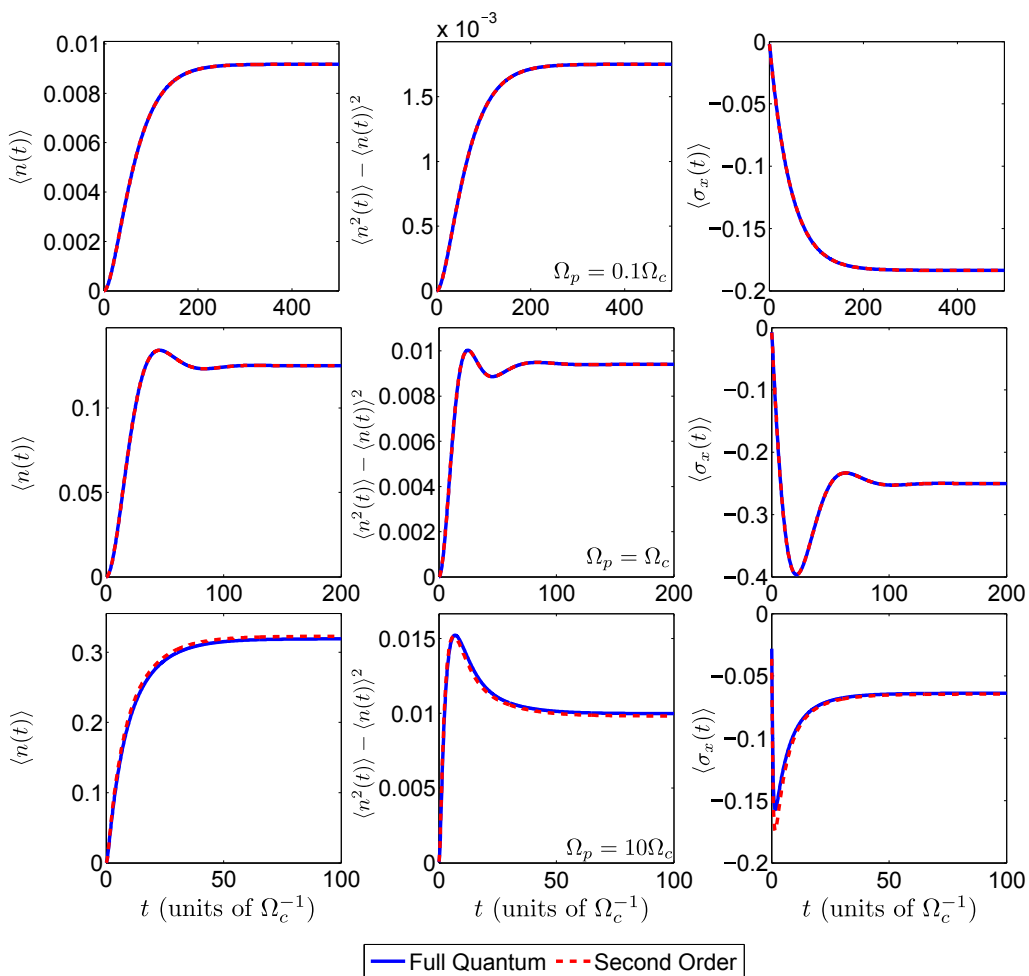 x 10⁻³
⟨n(t)⟩
0.01
0.008
0.006
0.004
0.002
0
0 200 400
⟨n²(t)⟩ − ⟨n(t)⟩²
1.5
1
0.5
0
Ωₚ = 0.1Ω_c
0 200 400
⟨σₓ(t)⟩
0
−0.05
−0.1
−0.15
−0.2
0 200 400
⟨n(t)⟩
0.1
0.05
0
0 100 200
⟨n²(t)⟩ − ⟨n(t)⟩²
0.01
0.008
0.006
0.004
0.002
0
Ωₚ = Ω_c
0 100 200
⟨σₓ(t)⟩
0
−0.1
−0.2
−0.3
−0.4
0 100 200
⟨n(t)⟩
0.3
0.2
0.1
0
0 50 100
t (units of Ω_c⁻¹)
⟨n²(t)⟩ − ⟨n(t)⟩²
0.015
0.01
0.005
0
Ωₚ = 10Ω_c
0 50 100
t (units of Ω_c⁻¹)
⟨σₓ(t)⟩
0
−0.05
−0.1
−0.15
−0.2
0 50 100
t (units of Ω_c⁻¹)
Full Quantum Second Order